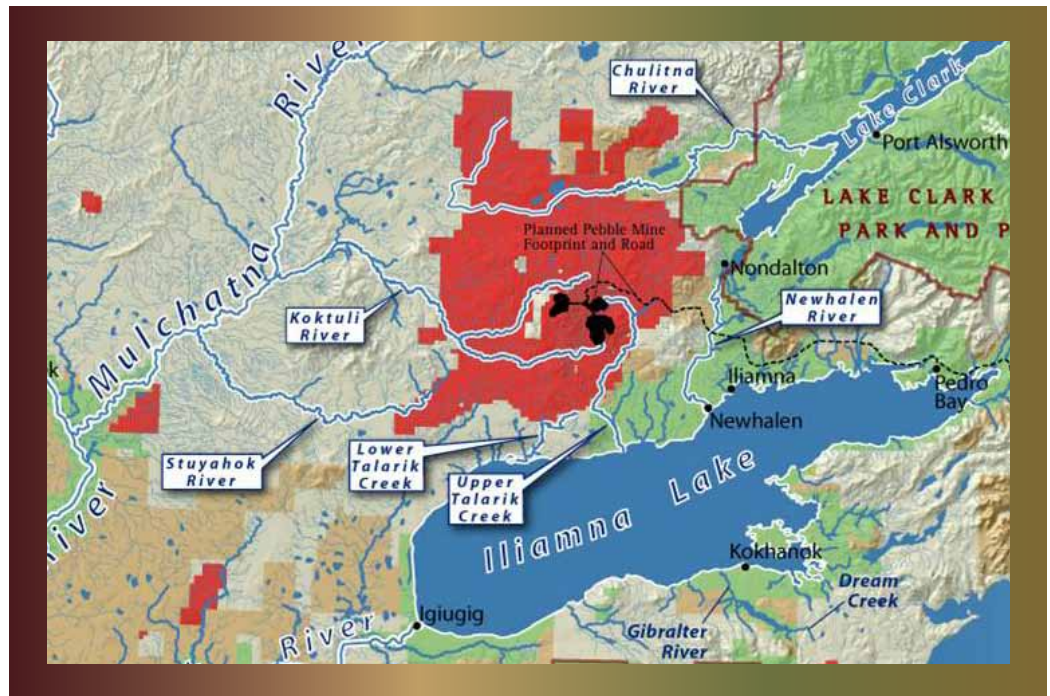 Chulitna
River
River
Lake Clark
Port Alsworth
LAKE CLARK
PARK AND P
Planned Pebble Mine
Footprint and Road
Nondalton
Newhalen
River
Mulchatna
Koktuli
River
Iliamna
Pedro
Bay
Newhalen
k
Stuyahok
River
Lower
Talarik
Creek
Upper
Talarik
Creek
Iliamna Lake
River
Kokhanok
Dream
Creek
Igiugig
River
Gibralter
River